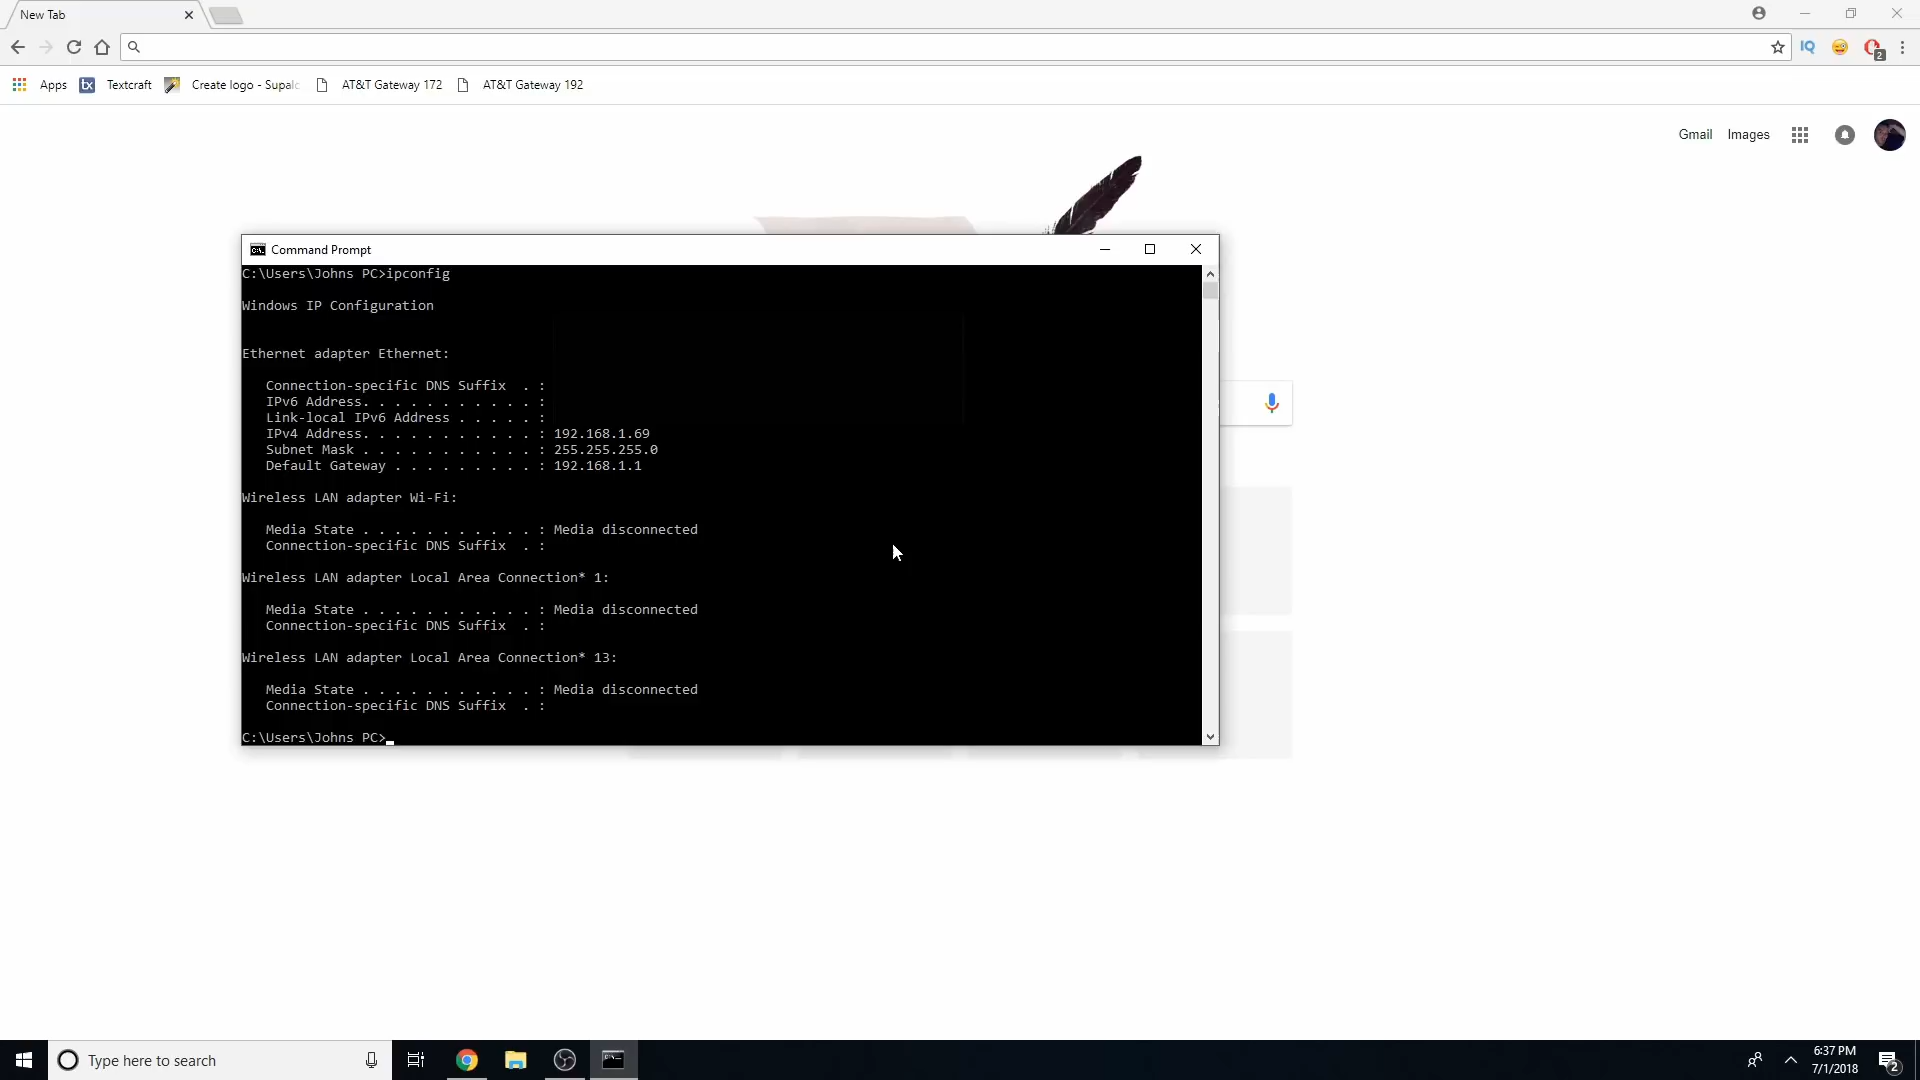 New Tab
Apps
bx
Textcraft
Create logo - Supalo
AT&T Gateway 172
AT&T Gateway 192
IQ
2
Gmail
Images
Command Prompt
C:\Users\Johns PC>ipconfig
Windows IP Configuration
Ethernet adapter Ethernet:
Connection-specific DNS Suffix . :
IPv6 Address. . . . . . . . . . . :
Link-local IPv6 Address . . . . . :
IPv4 Address. . . . . . . . . . . : 192.168.1.69
Subnet Mask . . . . . . . . . . . : 255.255.255.0
Default Gateway . . . . . . . . . : 192.168.1.1
Wireless LAN adapter Wi-Fi:
Media State . . . . . . . . . . . : Media disconnected
Connection-specific DNS Suffix . :
Wireless LAN adapter Local Area Connection* 1:
Media State . . . . . . . . . . . : Media disconnected
Connection-specific DNS Suffix . :
Wireless LAN adapter Local Area Connection* 13:
Media State . . . . . . . . . . . : Media disconnected
Connection-specific DNS Suffix . :
C:\Users\Johns PC>
Type here to search
6:37 PM
7/1/2018
2